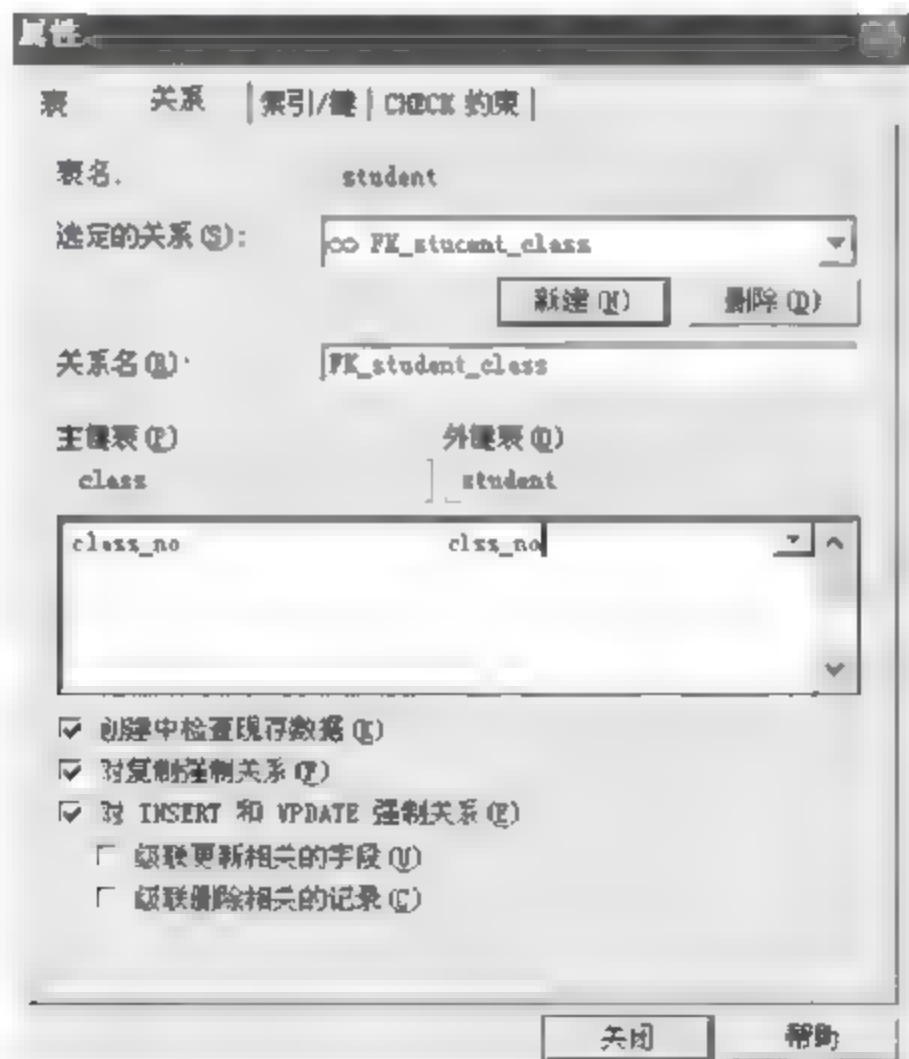 属性
表 关系 索引/键 CHECK 约束
表名. student
选定的关系(S): ∞ FK_stucant_class
新建(N) 删除(D)
关系名(R): FK_student_class
主键表(P) 外键表(O)
class student
class_no clss_no
创建中检查现存数据(K)
对复制强制关系(F)
对 INSERT 和 UPDATE 强制关系(E)
级联更新相关的字段(U)
级联删除相关的记录(C)
关闭 帮助